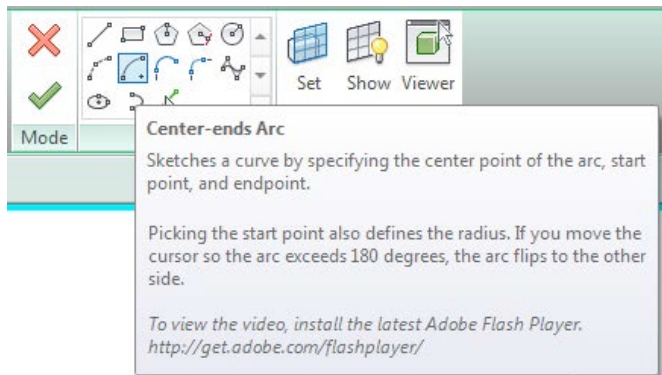 Set Show Viewer
Mode
Center-ends Arc
Sketches a curve by specifying the center point of the arc, start
point, and endpoint.
Picking the start point also defines the radius. If you move the
cursor so the arc exceeds 180 degrees, the arc flips to the other
side.
To view the video, install the latest Adobe Flash Player.
http://get.adobe.com/flashplayer/